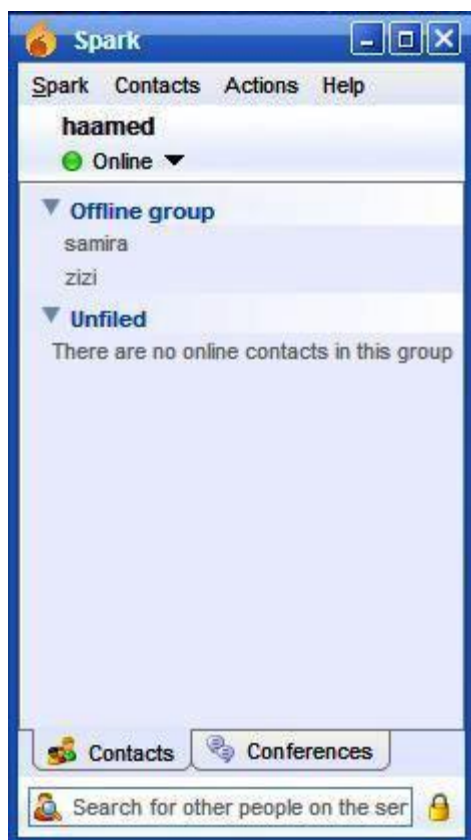 Spark
Spark Contacts Actions Help
haamed
Online
Offline group
samira
zizi
Unfiled
There are no online contacts in this group
Contacts Conferences
Search for other people on the ser